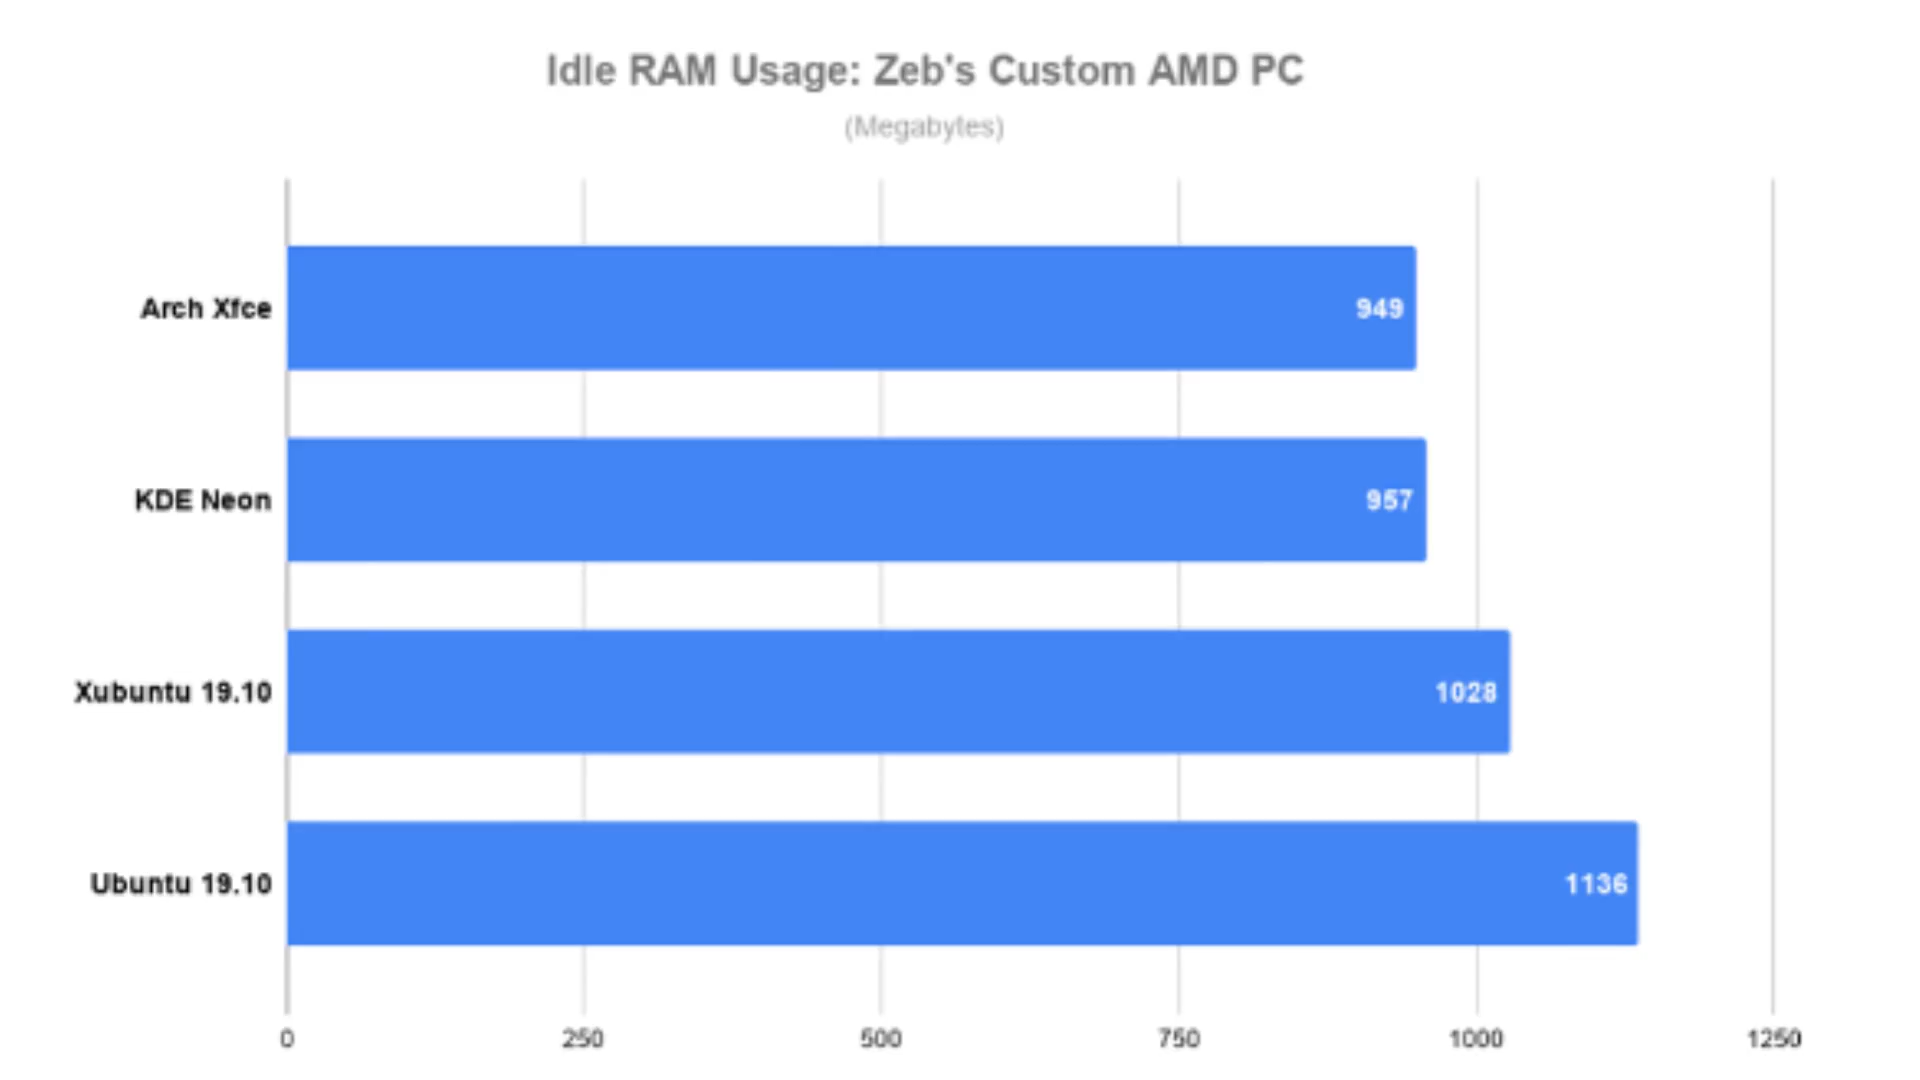 Idle RAM Usage: Zeb's Custom AMD PC
(Megabytes)
Arch Xfce 949
KDE Neon 957
Xubuntu 19.10 1028
Ubuntu 19.10 1136
0 250 500 750 1000 1250